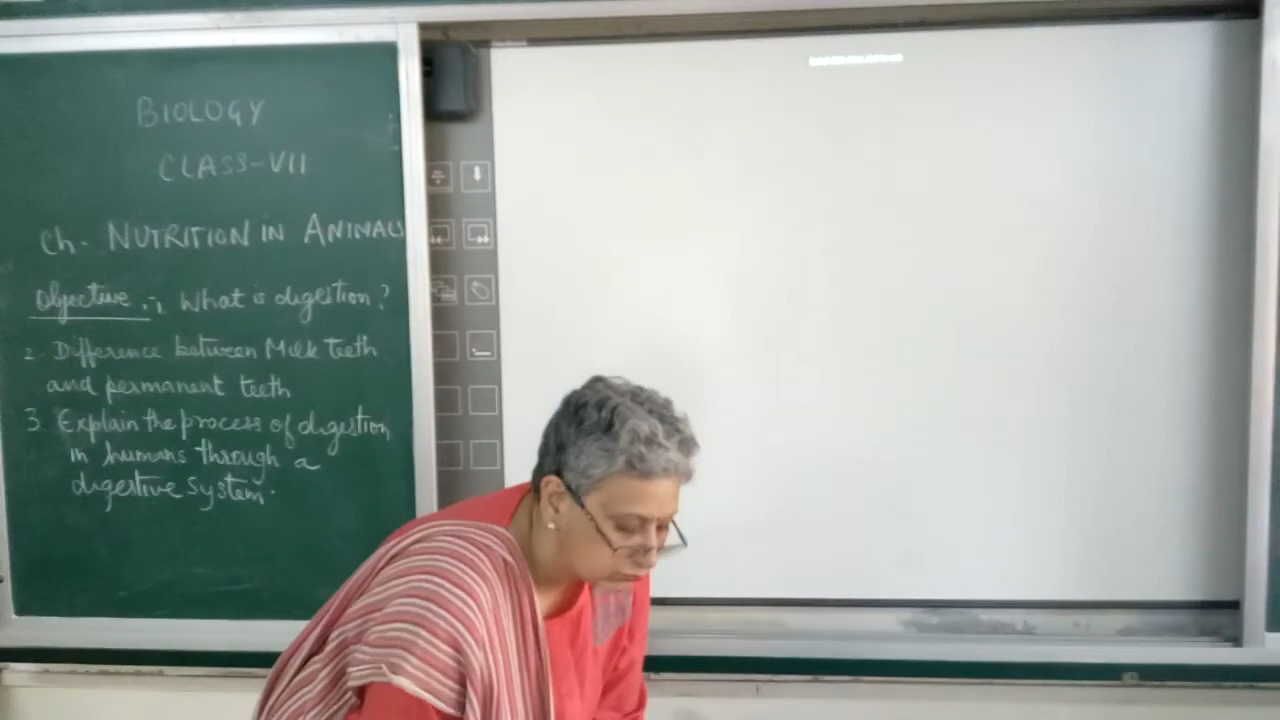 BIOLOGY
CLASS-VII
Ch. NUTRITION IN ANIMALS
Objective :- 1. What is digestion?
2. Difference between Milk teeth
and permanent teeth
3. Explain the process of digestion
in humans through a
digestive system.